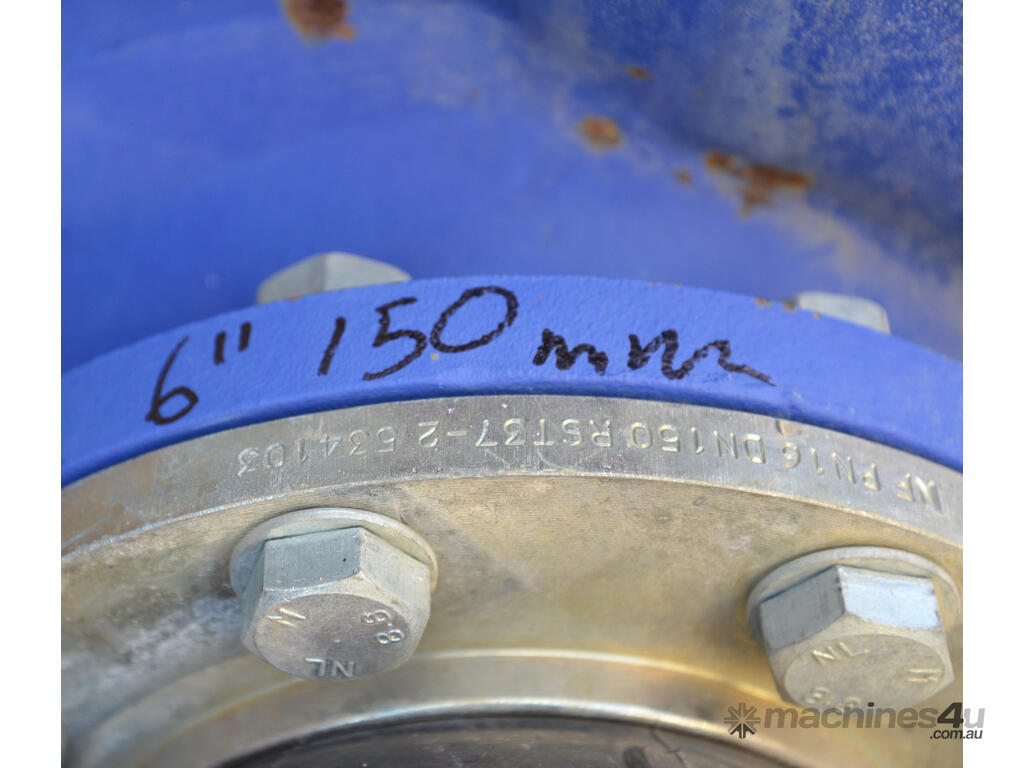 6" 150 mm
NF PN16 DN150 RST37-2 534103
M 8.8 NL
NL 8.8
machines4u
.com.au